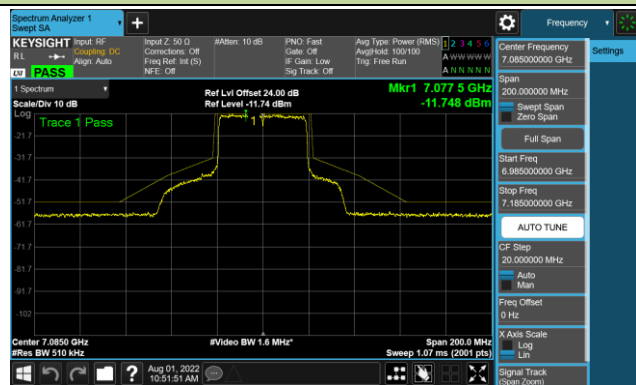 Spectrum Analyzer 1
Swept SA
+
Frequency
KEYSIGHT
RL
PASS
Input: RF
Coupling: DC
Align: Auto
Input Z: 50 Ω
Corrections: Off
Freq Ref: Int (S)
NFE: Off
#Atten: 10 dB
PNO: Fast
Gate: Off
IF Gain: Low
Sig Track: Off
Avg Type: Power (RMS)
Avg|Hold: 100/100
Trig: Free Run
1 2 3 4 5 6
A W W W W W
A N N N N N
1 Spectrum
Scale/Div 10 dB
Ref Lvl Offset 24.00 dB
Ref Level -11.74 dBm
Mkr1 7.077 5 GHz
-11.748 dBm
Log
Trace 1 Pass
1
-21.7
-31.7
-41.7
-51.7
-61.7
-71.7
-81.7
-91.7
-102
Center 7.0850 GHz
#Res BW 510 kHz
#Video BW 1.6 MHz*
Span 200.0 MHz
Sweep 1.07 ms (2001 pts)
Aug 01, 2022
10:51:51 AM
Center Frequency
7.085000000 GHz
Settings
Span
200.000000 MHz
Swept Span
Zero Span
Full Span
Start Freq
6.985000000 GHz
Stop Freq
7.185000000 GHz
AUTO TUNE
CF Step
20.000000 MHz
Auto
Man
Freq Offset
0 Hz
X Axis Scale
Log
Lin
Signal Track
(Span Zoom)